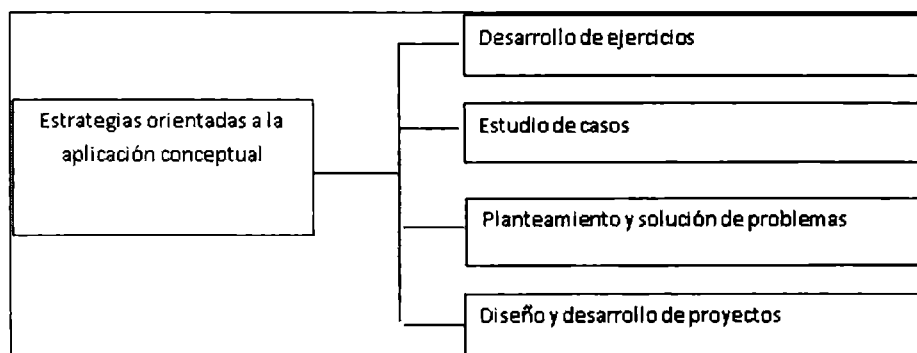 Estrategias orientadas a la
aplicación conceptual
Desarrollo de ejercicios
Estudio de casos
Planteamiento y solución de problemas
Diseño y desarrollo de proyectos